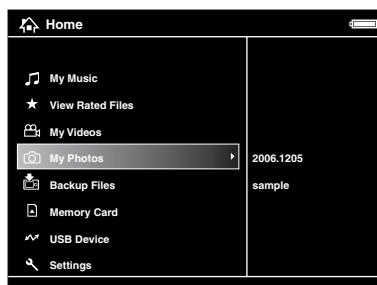 Home
My Music
View Rated Files
My Videos
My Photos
2006.1205
Backup Files
sample
Memory Card
USB Device
Settings